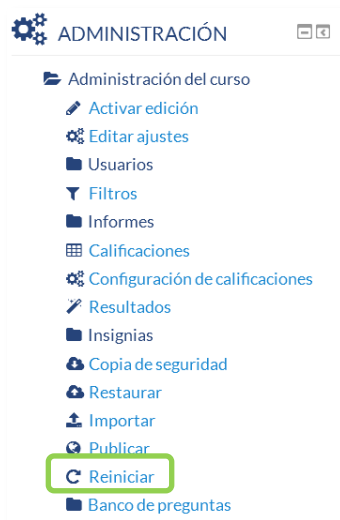 ADMINISTRACIÓN
Administración del curso
Activar edición
Editar ajustes
Usuarios
Filtros
Informes
Calificaciones
Configuración de calificaciones
Resultados
Insignias
Copia de seguridad
Restaurar
Importar
Publicar
Reiniciar
Banco de preguntas